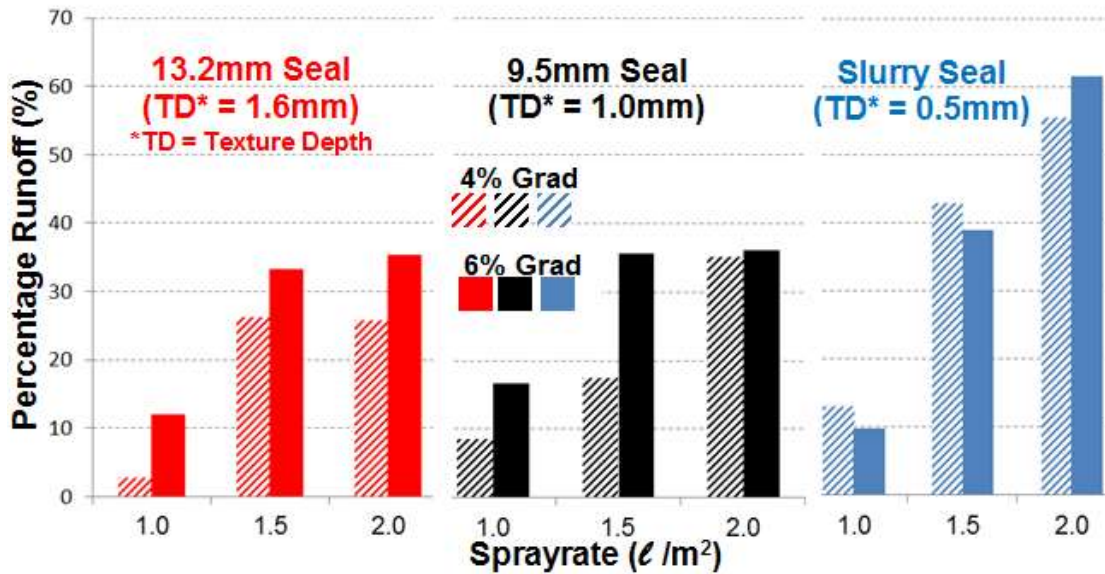 Percentage Runoff (%)
70
60
50
40
30
20
10
0
13.2mm Seal
(TD* = 1.6mm)
*TD = Texture Depth
9.5mm Seal
(TD* = 1.0mm)
Slurry Seal
(TD* = 0.5mm)
4% Grad
6% Grad
1.0 1.5 2.0
1.0 1.5 2.0
1.0 1.5 2.0
Sprayrate (ℓ /m²)